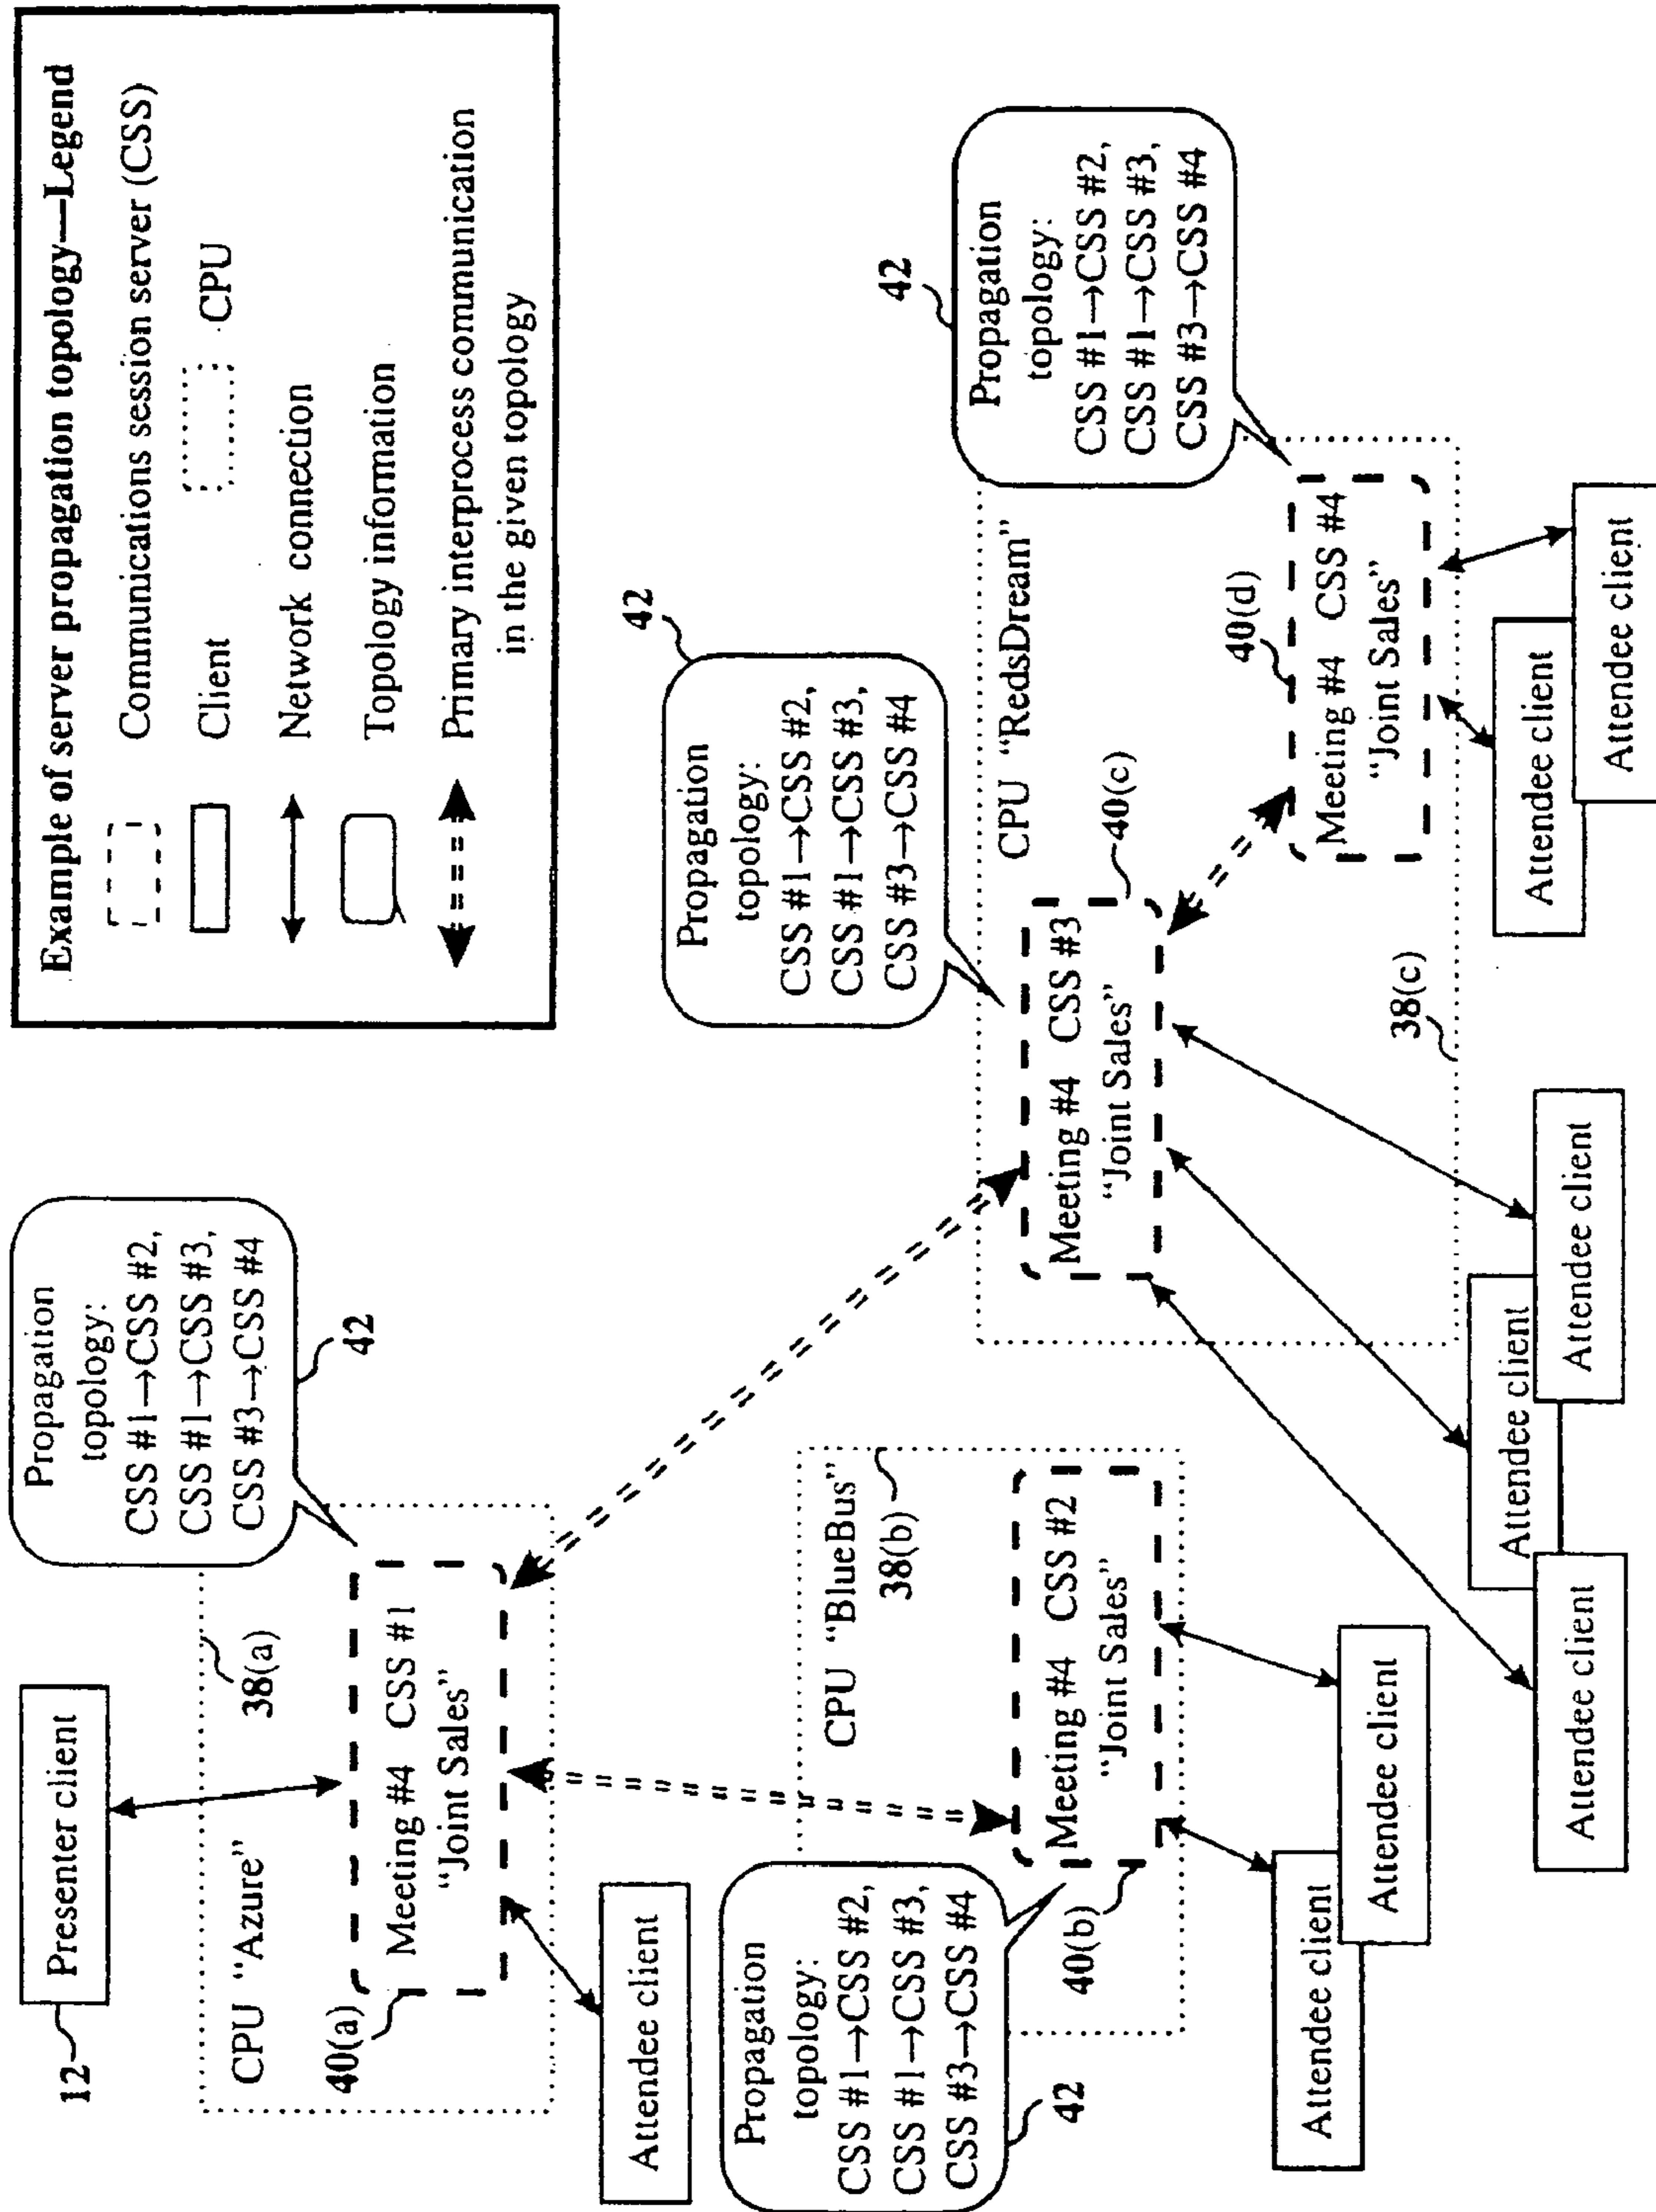 Example of server propagation topology—Legend
Communications session server (CSS)
Client
CPU
Network connection
Topology information
Primary interprocess communication
in the given topology
12
Presenter client
38(a)
CPU "Azure"
40(a)
Meeting #4 CSS #1
"Joint Sales"
Propagation
topology:
CSS #1→CSS #2,
CSS #1→CSS #3,
CSS #3→CSS #4
42
Attendee client
Propagation
topology:
CSS #1→CSS #2,
CSS #1→CSS #3,
CSS #3→CSS #4
42
CPU "BlueBus"
38(b)
40(b)
Meeting #4 CSS #2
"Joint Sales"
Attendee client
Attendee client
Propagation
topology:
CSS #1→CSS #2,
CSS #1→CSS #3,
CSS #3→CSS #4
42
CPU "RedsDream"
40(c)
Meeting #4 CSS #3
"Joint Sales"
38(c)
Attendee client
Attendee client
Attendee client
Propagation
topology:
CSS #1→CSS #2,
CSS #1→CSS #3,
CSS #3→CSS #4
42
40(d)
Meeting #4 CSS #4
"Joint Sales"
Attendee client
Attendee client